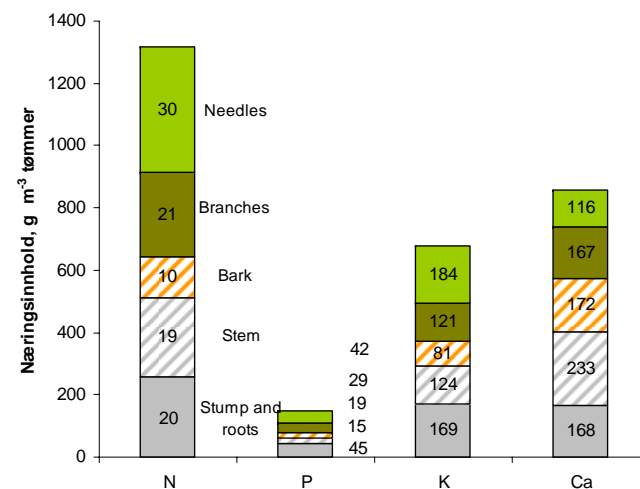 Næringsinnhold, g m-3 tømmer
1400
1200
1000
800
600
400
200
0
30
21
10
19
20
Needles
Branches
Bark
Stem
Stump and
roots
42
29
19
15
45
184
121
81
124
169
116
167
172
233
168
N
P
K
Ca